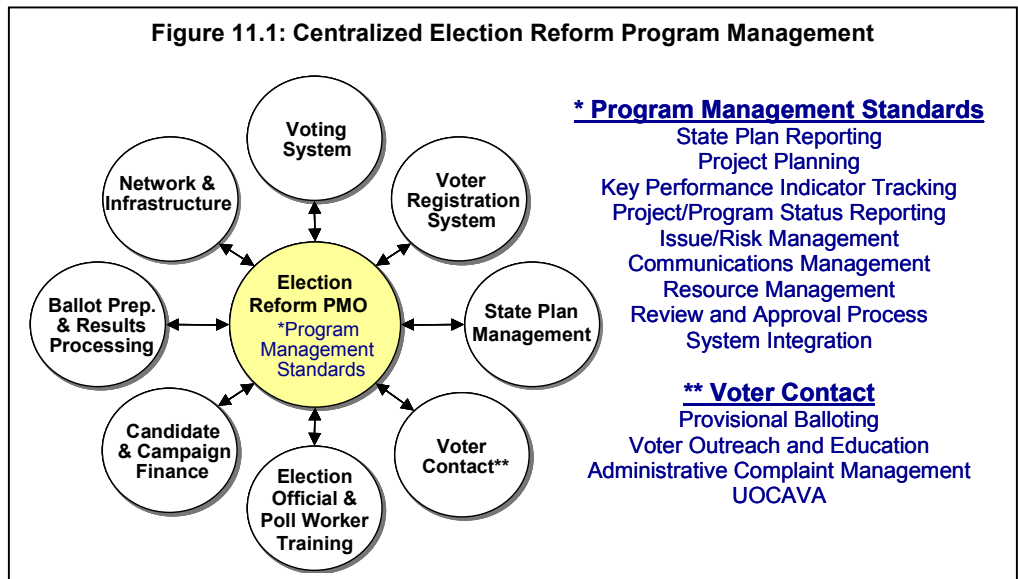 Figure 11.1: Centralized Election Reform Program Management
Voting
System
Voter
Registration
System
State Plan
Management
Voter
Contact**
Election
Official &
Poll Worker
Training
Candidate
& Campaign
Finance
Ballot Prep.
& Results
Processing
Network &
Infrastructure
Election
Reform PMO
*Program
Management
Standards
* Program Management Standards
State Plan Reporting
Project Planning
Key Performance Indicator Tracking
Project/Program Status Reporting
Issue/Risk Management
Communications Management
Resource Management
Review and Approval Process
System Integration
** Voter Contact
Provisional Balloting
Voter Outreach and Education
Administrative Complaint Management
UOCAVA